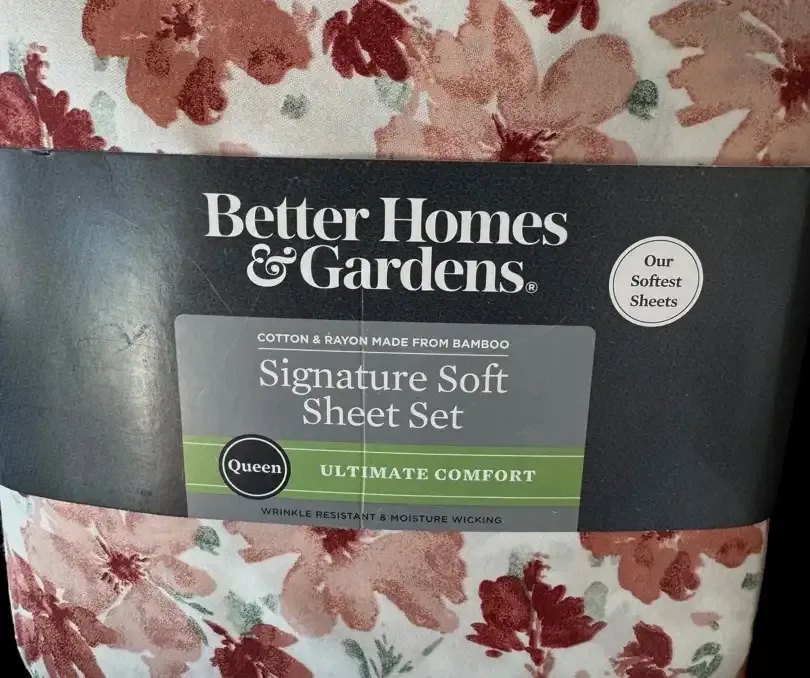 Better Homes
& Gardens®
Our
Softest
Sheets
COTTON & RAYON MADE FROM BAMBOO
Signature Soft
Sheet Set
Queen
ULTIMATE COMFORT
WRINKLE RESISTANT & MOISTURE WICKING